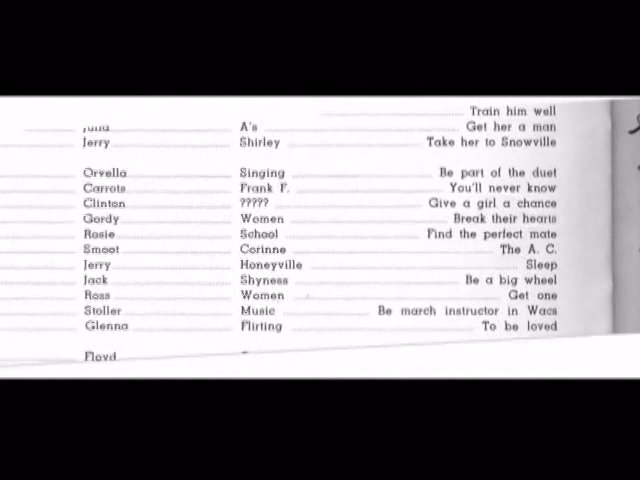 Train him well
Julia A's Get her a man
Jerry Shirley Take her to Snowville
Orvella Singing Be part of the duet
Carrots Frank F. You'll never know
Clinton ????? Give a girl a chance
Gordy Women Break their hearts
Rosie School Find the perfect mate
Smoot Corinne The A. C.
Jerry Honeyville Sleep
Jack Shyness Be a big wheel
Ross Women Get one
Stoller Music Be march instructor in Wacs
Glenna Flirting To be loved
Floyd